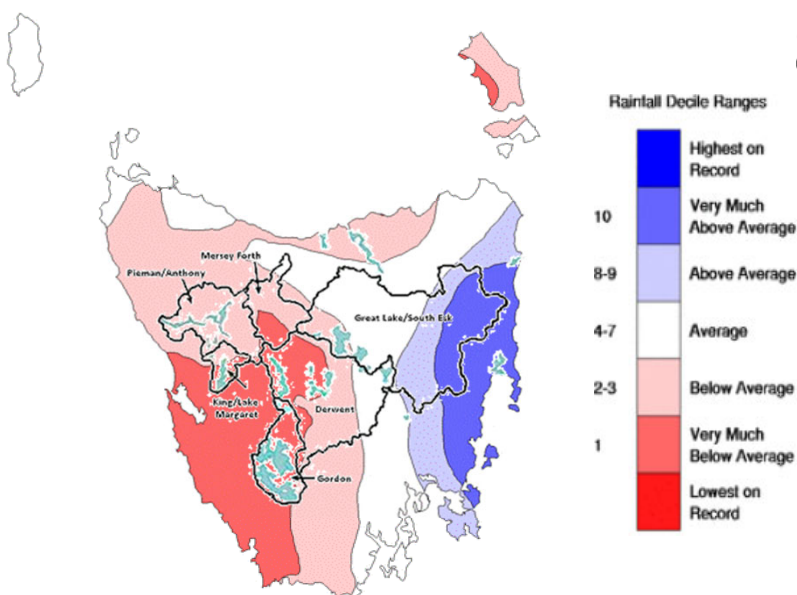 Rainfall Decile Ranges
Highest on
Record
10
Very Much
Above Average
8-9
Above Average
4-7
Average
2-3
Below Average
1
Very Much
Below Average
Lowest on
Record
Mersey Forth
Pieman/Anthony
Great Lake/South Esk
King/Lake
Margaret
Derwent
Gordon